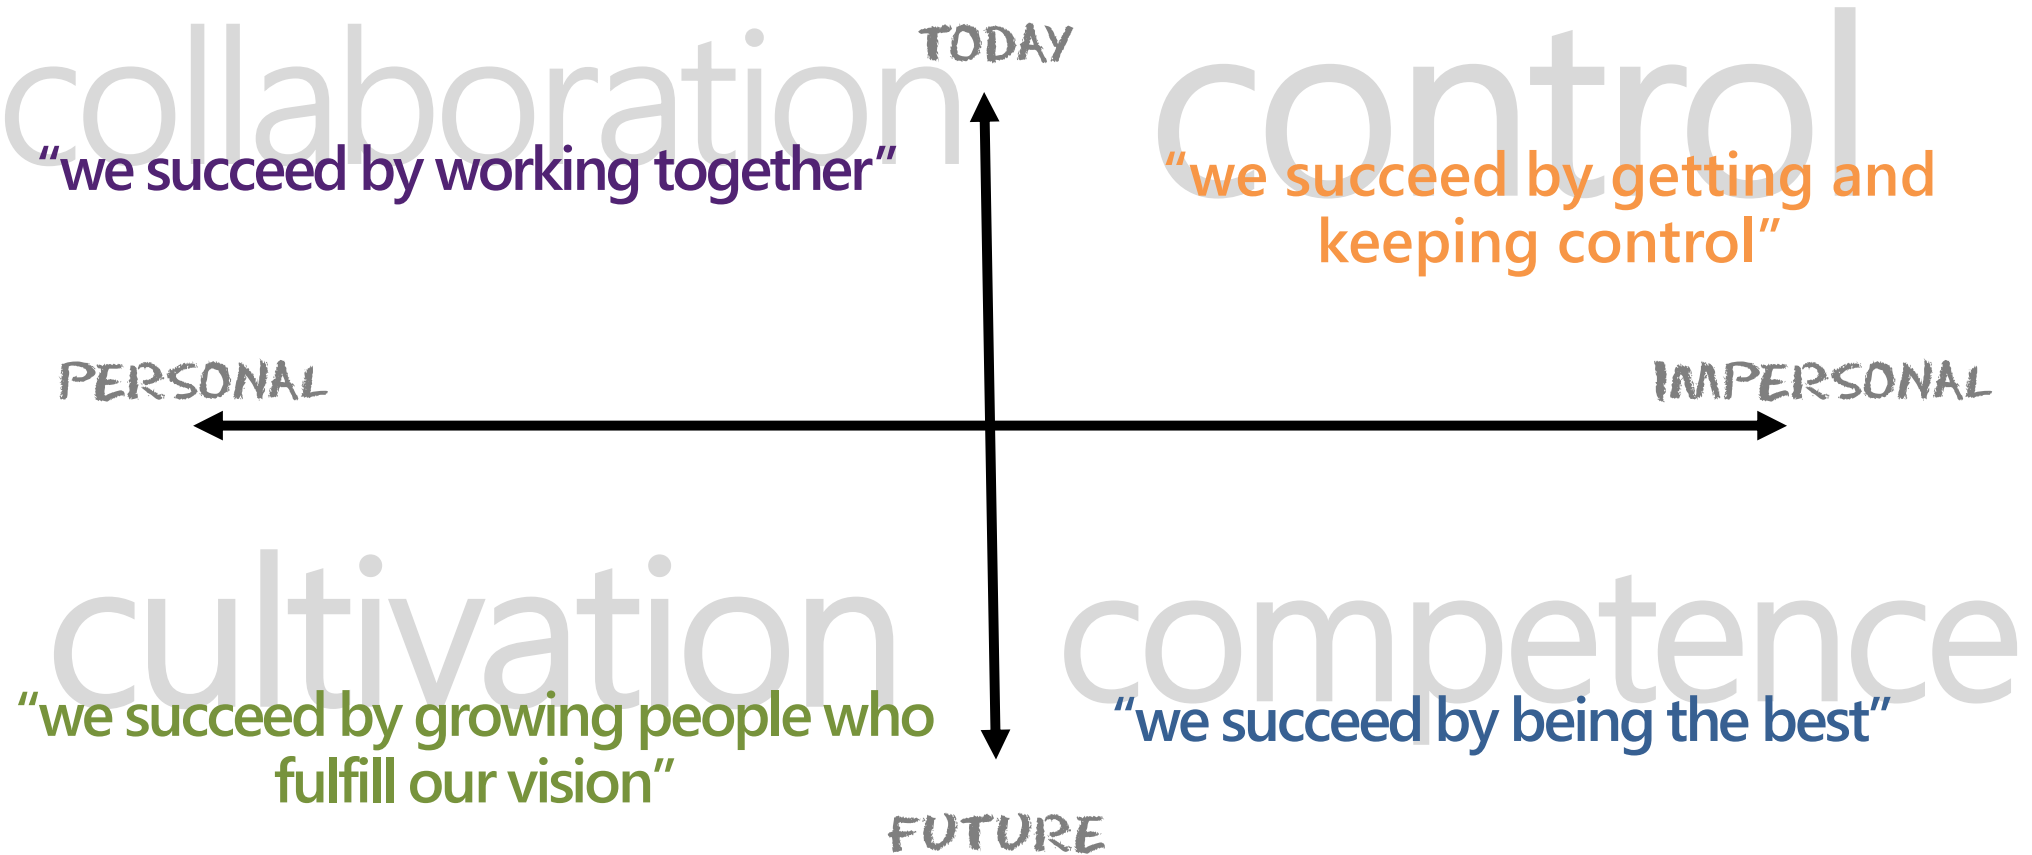 collaboration
TODAY
control
“we succeed by working together”
“we succeed by getting and
keeping control”
PERSONAL
IMPERSONAL
cultivation
competence
“we succeed by growing people who
fulfill our vision”
“we succeed by being the best”
FUTURE